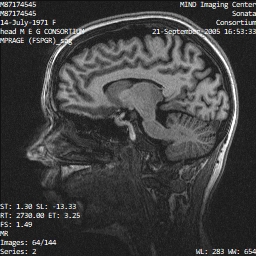 M87174545
M87174545
14-July-1971 F
head M E G CONSORTIUM
MPRAGE (FSPGR)_sag
MIND Imaging Center
Sonata
Consortium
21-September-2005 16:53:33
ST: 1.30 SL: -13.33
RT: 2730.00 ET: 3.25
FS: 1.49
MR
Images: 64/144
Series: 2
WL: 283 WW: 654